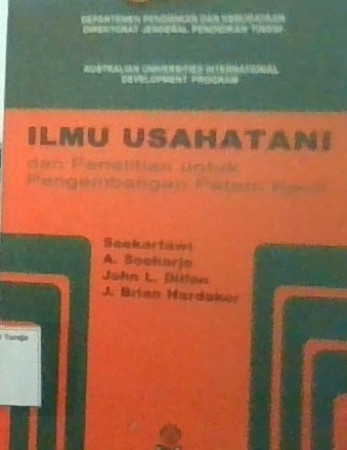 DEPARTEMEN PENDIDIKAN DAN KEBUDAYAAN
DIREKTORAT JENDERAL PENDIDIKAN TINGGI
AUSTRALIAN UNIVERSITIES INTERNATIONAL
DEVELOPMENT PROGRAM
ILMU USAHATANI
dan Penelitian untuk
Pengembangan Petani Kecil
Soekartawi
A. Soeharjo
John L. Dillon
J. Brian Hardaker